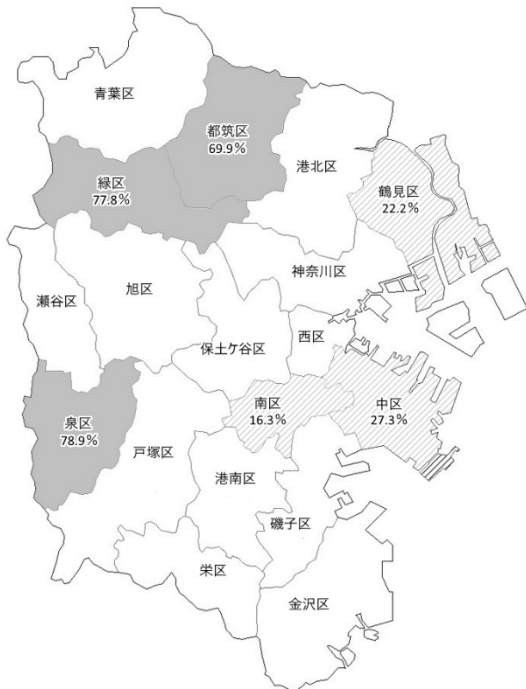 青葉区
都筑区
69.9%
港北区
緑区
77.8%
鶴見区
22.2%
神奈川区
瀬谷区
旭区
保土ケ谷区
西区
南区
16.3%
中区
27.3%
泉区
78.9%
戸塚区
港南区
磯子区
栄区
金沢区